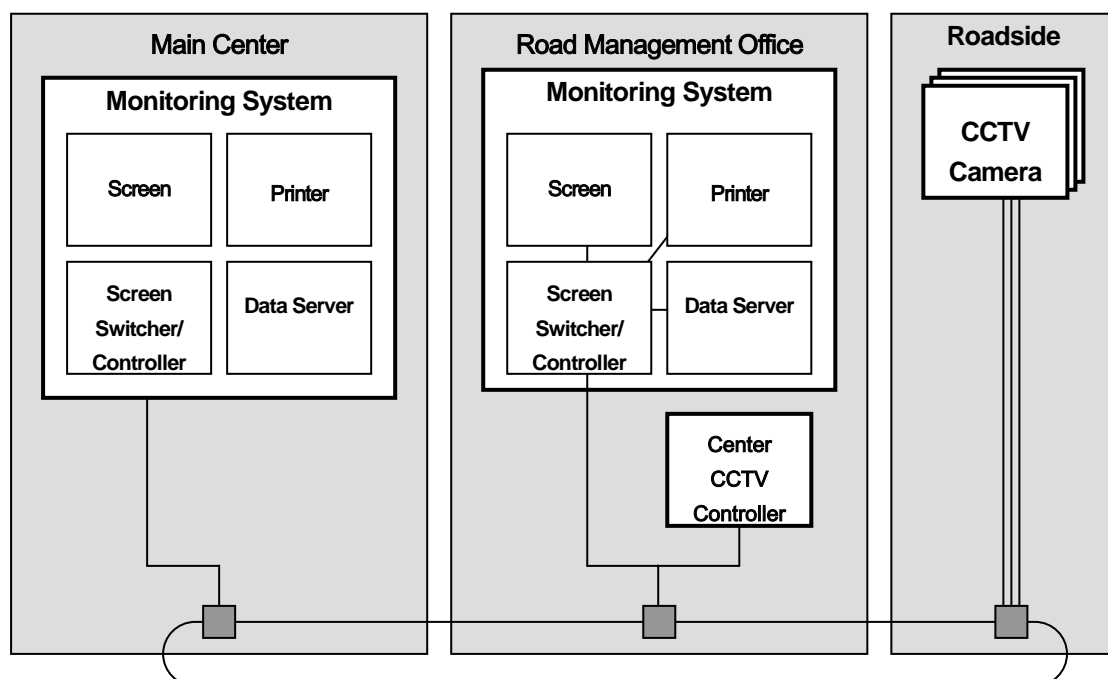 Main Center
Monitoring System
Screen
Printer
Screen
Switcher/
Controller
Data Server
Road Management Office
Monitoring System
Screen
Printer
Screen
Switcher/
Controller
Data Server
Center
CCTV
Controller
Roadside
CCTV
Camera